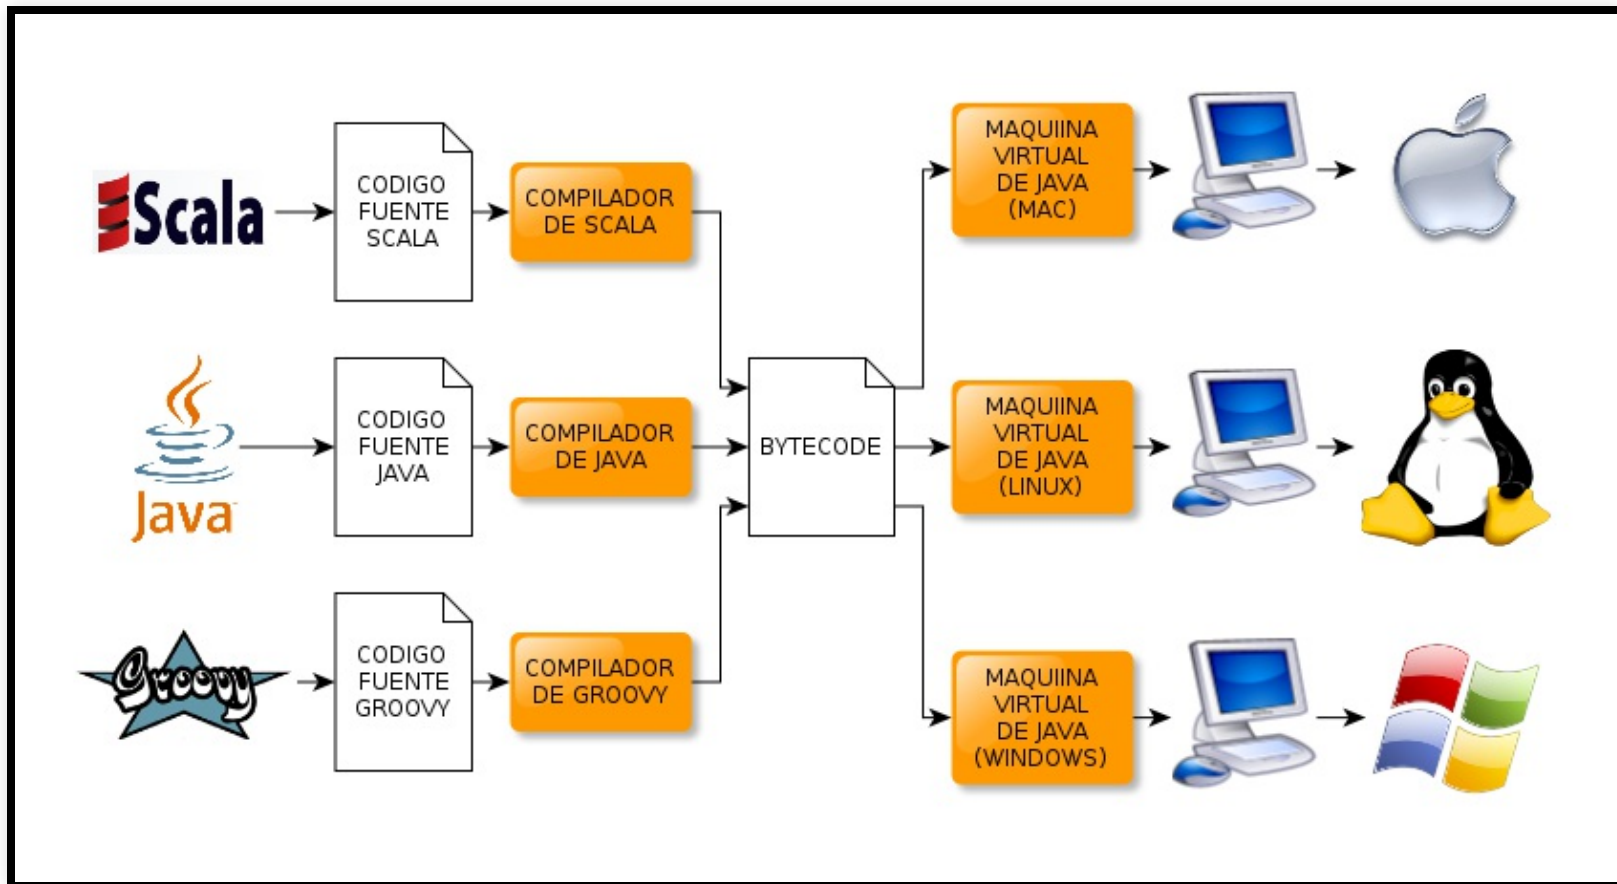 Scala
CODIGO
FUENTE
SCALA
COMPILADOR
DE SCALA
MAQUIINA
VIRTUAL
DE JAVA
(MAC)
Java
CODIGO
FUENTE
JAVA
COMPILADOR
DE JAVA
BYTECODE
MAQUIINA
VIRTUAL
DE JAVA
(LINUX)
Groovy
CODIGO
FUENTE
GROOVY
COMPILADOR
DE GROOVY
MAQUIINA
VIRTUAL
DE JAVA
(WINDOWS)